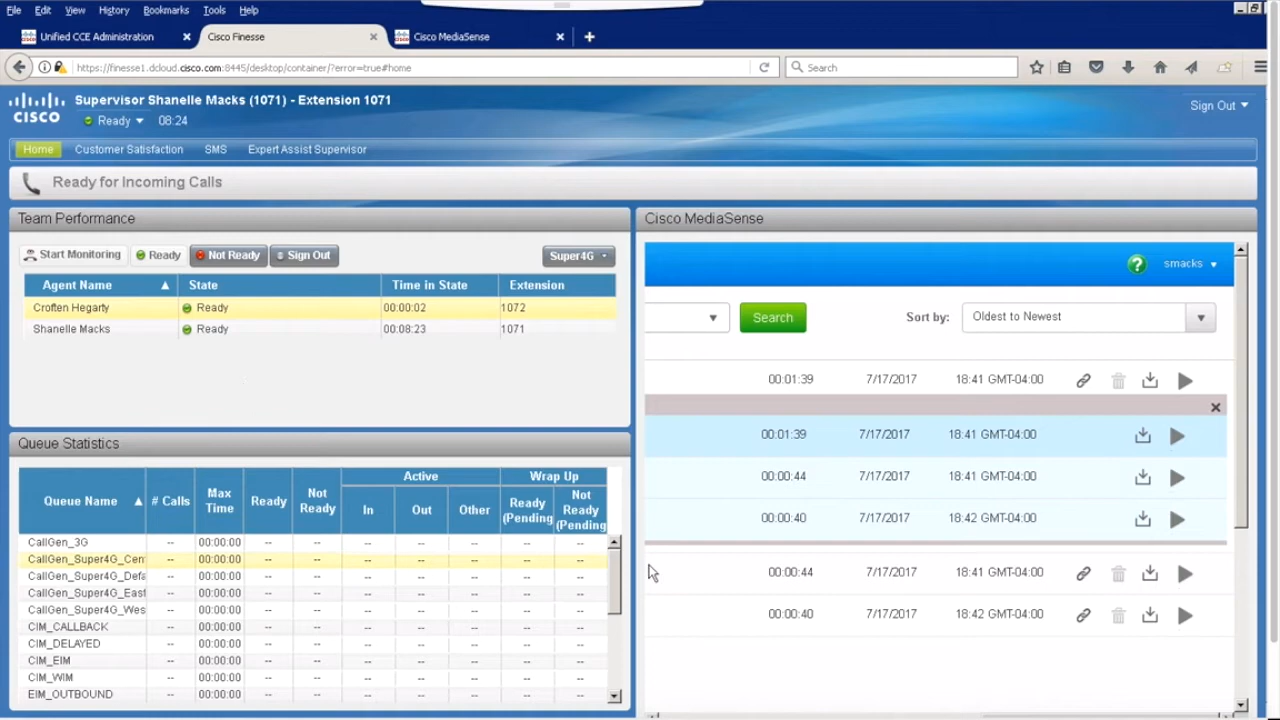 File Edit View History Bookmarks Tools Help
Unified CCE Administration
Cisco Finesse
Cisco MediaSense
https://finesse1.dcloud.cisco.com:8445/desktop/container/?error=true#home
Search
CISCO
Supervisor Shanelle Macks (1071) - Extension 1071
Ready 08:24
Sign Out
Home Customer Satisfaction SMS Expert Assist Supervisor
Ready for Incoming Calls
Team Performance
Start Monitoring Ready Not Ready Sign Out Super4G
Agent Name State Time in State Extension
Croften Hegarty Ready 00:00:02 1072
Shanelle Macks Ready 00:08:23 1071
Queue Statistics
Active Wrap Up
Queue Name # Calls Max Time Ready Not Ready In Out Other Ready (Pending Not Ready (Pending
CallGen_3G -- 00:00:00 -- -- -- -- -- -- --
CallGen_Super4G_Cen -- 00:00:00 -- -- -- -- -- -- --
CallGen_Super4G_Defa -- 00:00:00 -- -- -- -- -- -- --
CallGen_Super4G_East -- 00:00:00 -- -- -- -- -- -- --
CallGen_Super4G_Wes -- 00:00:00 -- -- -- -- -- -- --
CIM_CALLBACK -- 00:00:00 -- -- -- -- -- -- --
CIM_DELAYED -- 00:00:00 -- -- -- -- -- -- --
CIM_EIM -- 00:00:00 -- -- -- -- -- -- --
CIM_WIM -- 00:00:00 -- -- -- -- -- -- --
EIM_OUTBOUND -- 00:00:00 -- -- -- -- -- -- --
Cisco MediaSense
smacks
Search Sort by: Oldest to Newest
00:01:39 7/17/2017 18:41 GMT-04:00
00:01:39 7/17/2017 18:41 GMT-04:00
00:00:44 7/17/2017 18:41 GMT-04:00
00:00:40 7/17/2017 18:42 GMT-04:00
00:00:44 7/17/2017 18:41 GMT-04:00
00:00:40 7/17/2017 18:42 GMT-04:00